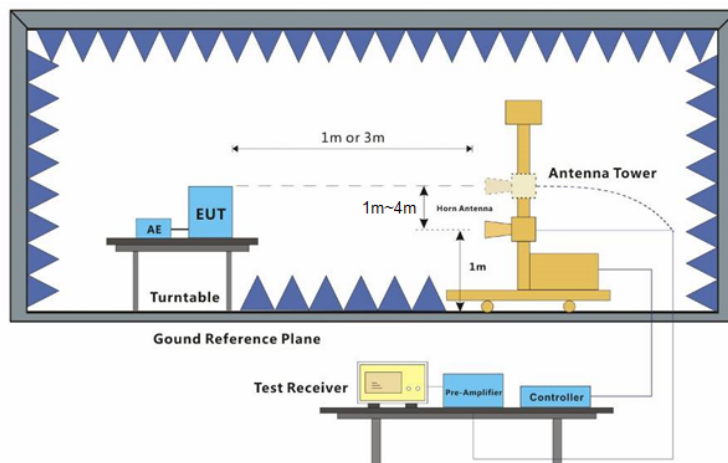 1m or 3m
Antenna Tower
EUT
AE
1m~4m
Horn Antenna
1m
Turntable
Gound Reference Plane
Test Receiver
Pre-Amplifier
Controller